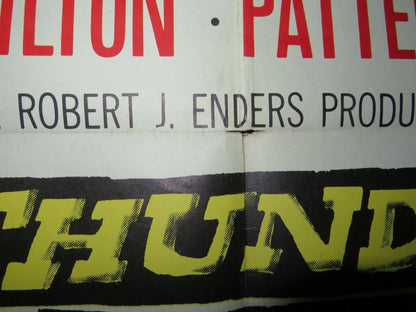 ILTON · PATTE
ROBERT J. ENDERS PRODU
THUND